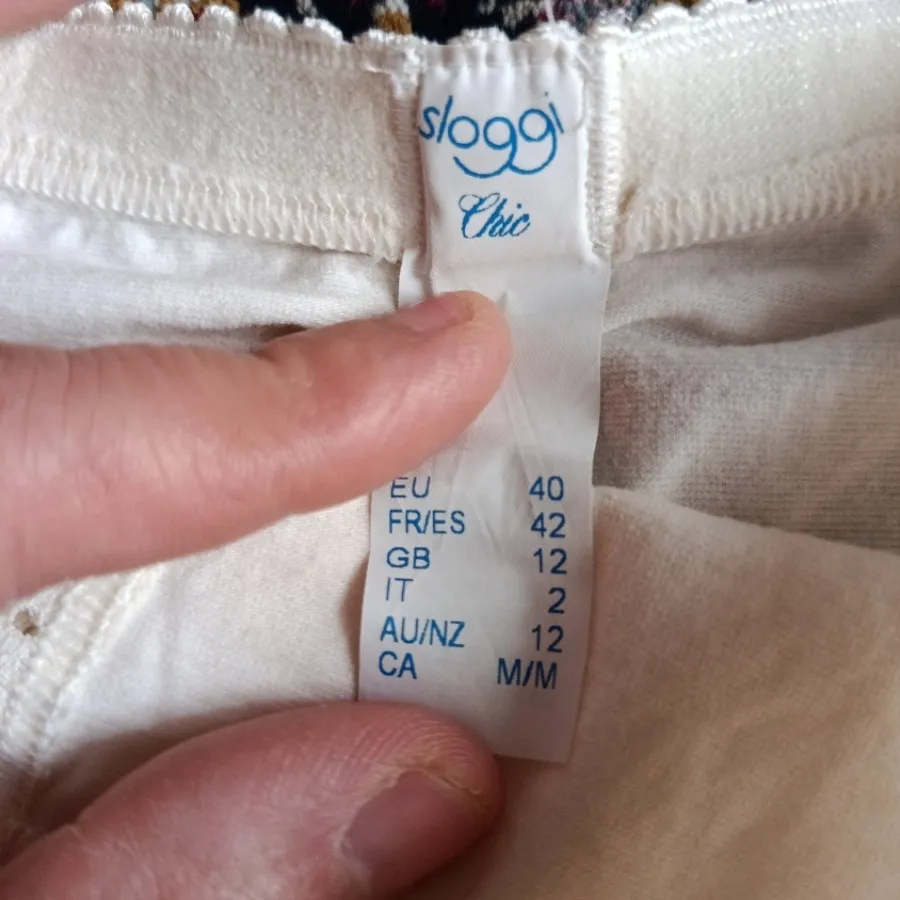 sloggi
Chic
EU 40
FR/ES 42
GB 12
IT 2
AU/NZ 12
CA M/M